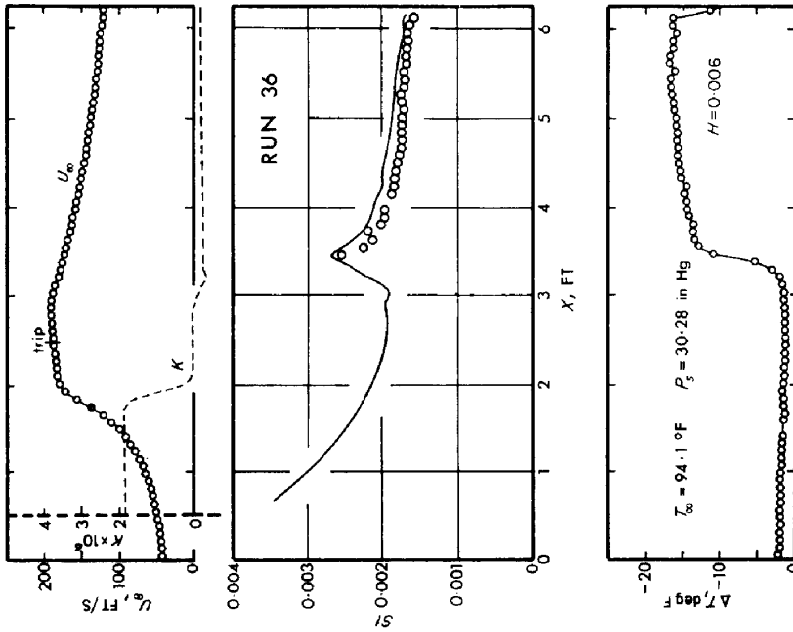 200
100
0
U∞, FT/S
4
3
2
0
K×10⁶
trip
U∞
K
0·004
0·003
0·002
0·001
0
St
RUN 36
0
1
2
3
4
5
6
X, FT
−20
−10
0
ΔT, deg F
T∞ = 94·1 °F
Ps = 30·28 in Hg
H=0·006